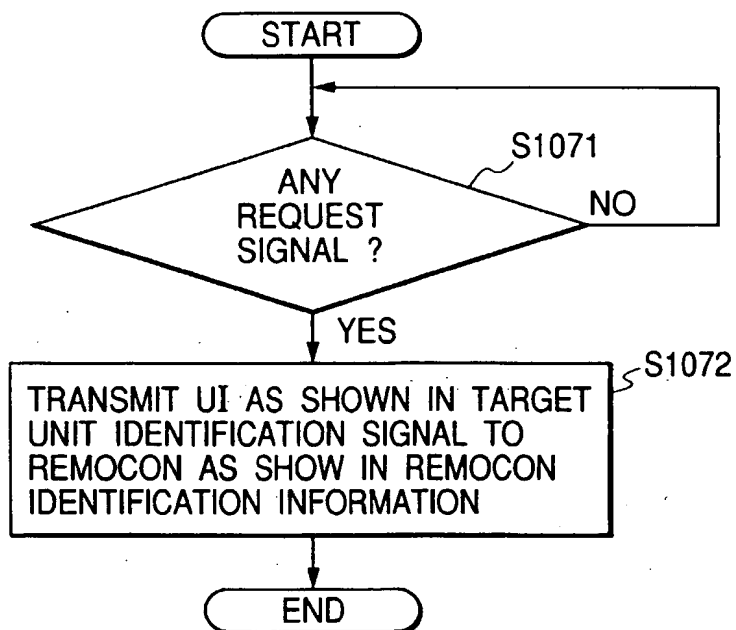 START
S1071
ANY
REQUEST
SIGNAL ?
NO
YES
S1072
TRANSMIT UI AS SHOWN IN TARGET
UNIT IDENTIFICATION SIGNAL TO
REMOCON AS SHOW IN REMOCON
IDENTIFICATION INFORMATION
END